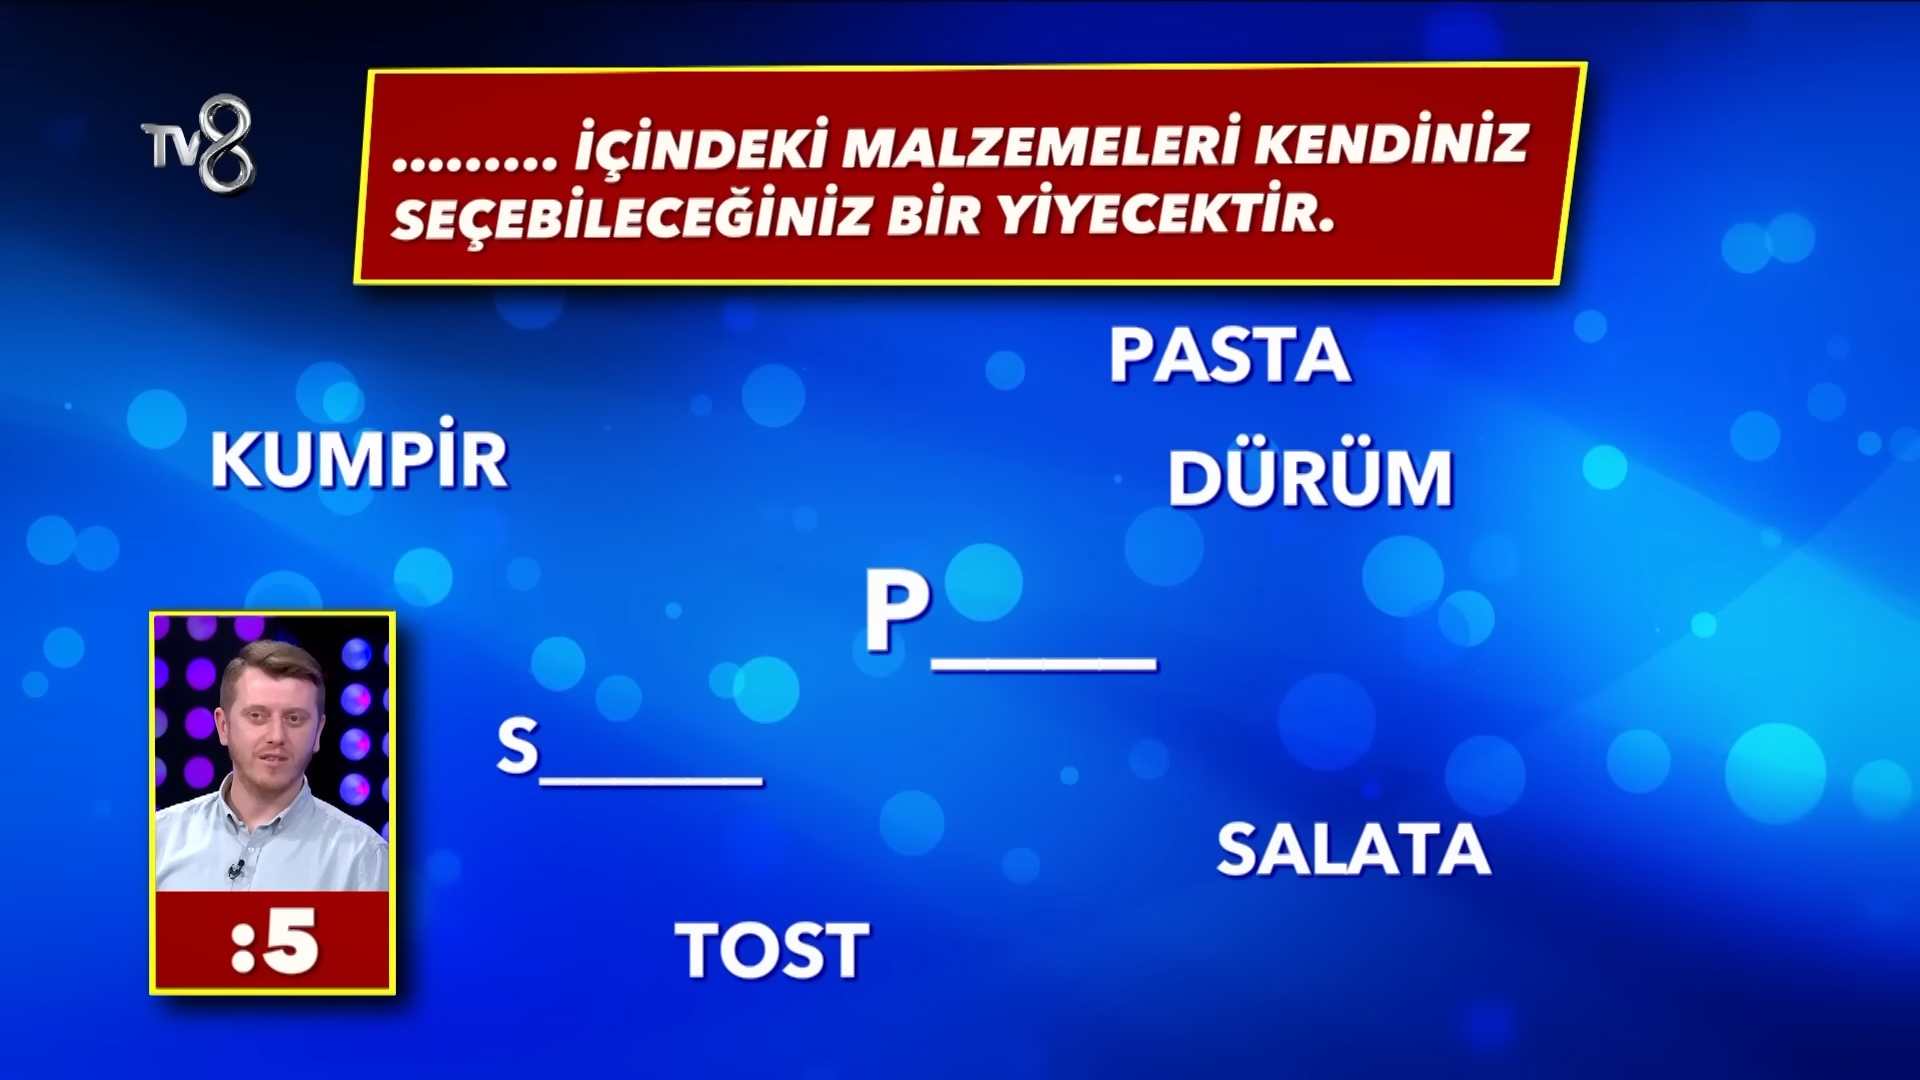 TV8
......... İÇİNDEKİ MALZEMELERİ KENDİNİZ
SEÇEBİLECEĞİNİZ BİR YİYECEKTİR.
PASTA
KUMPİR
DÜRÜM
P____
S____
SALATA
TOST
:5